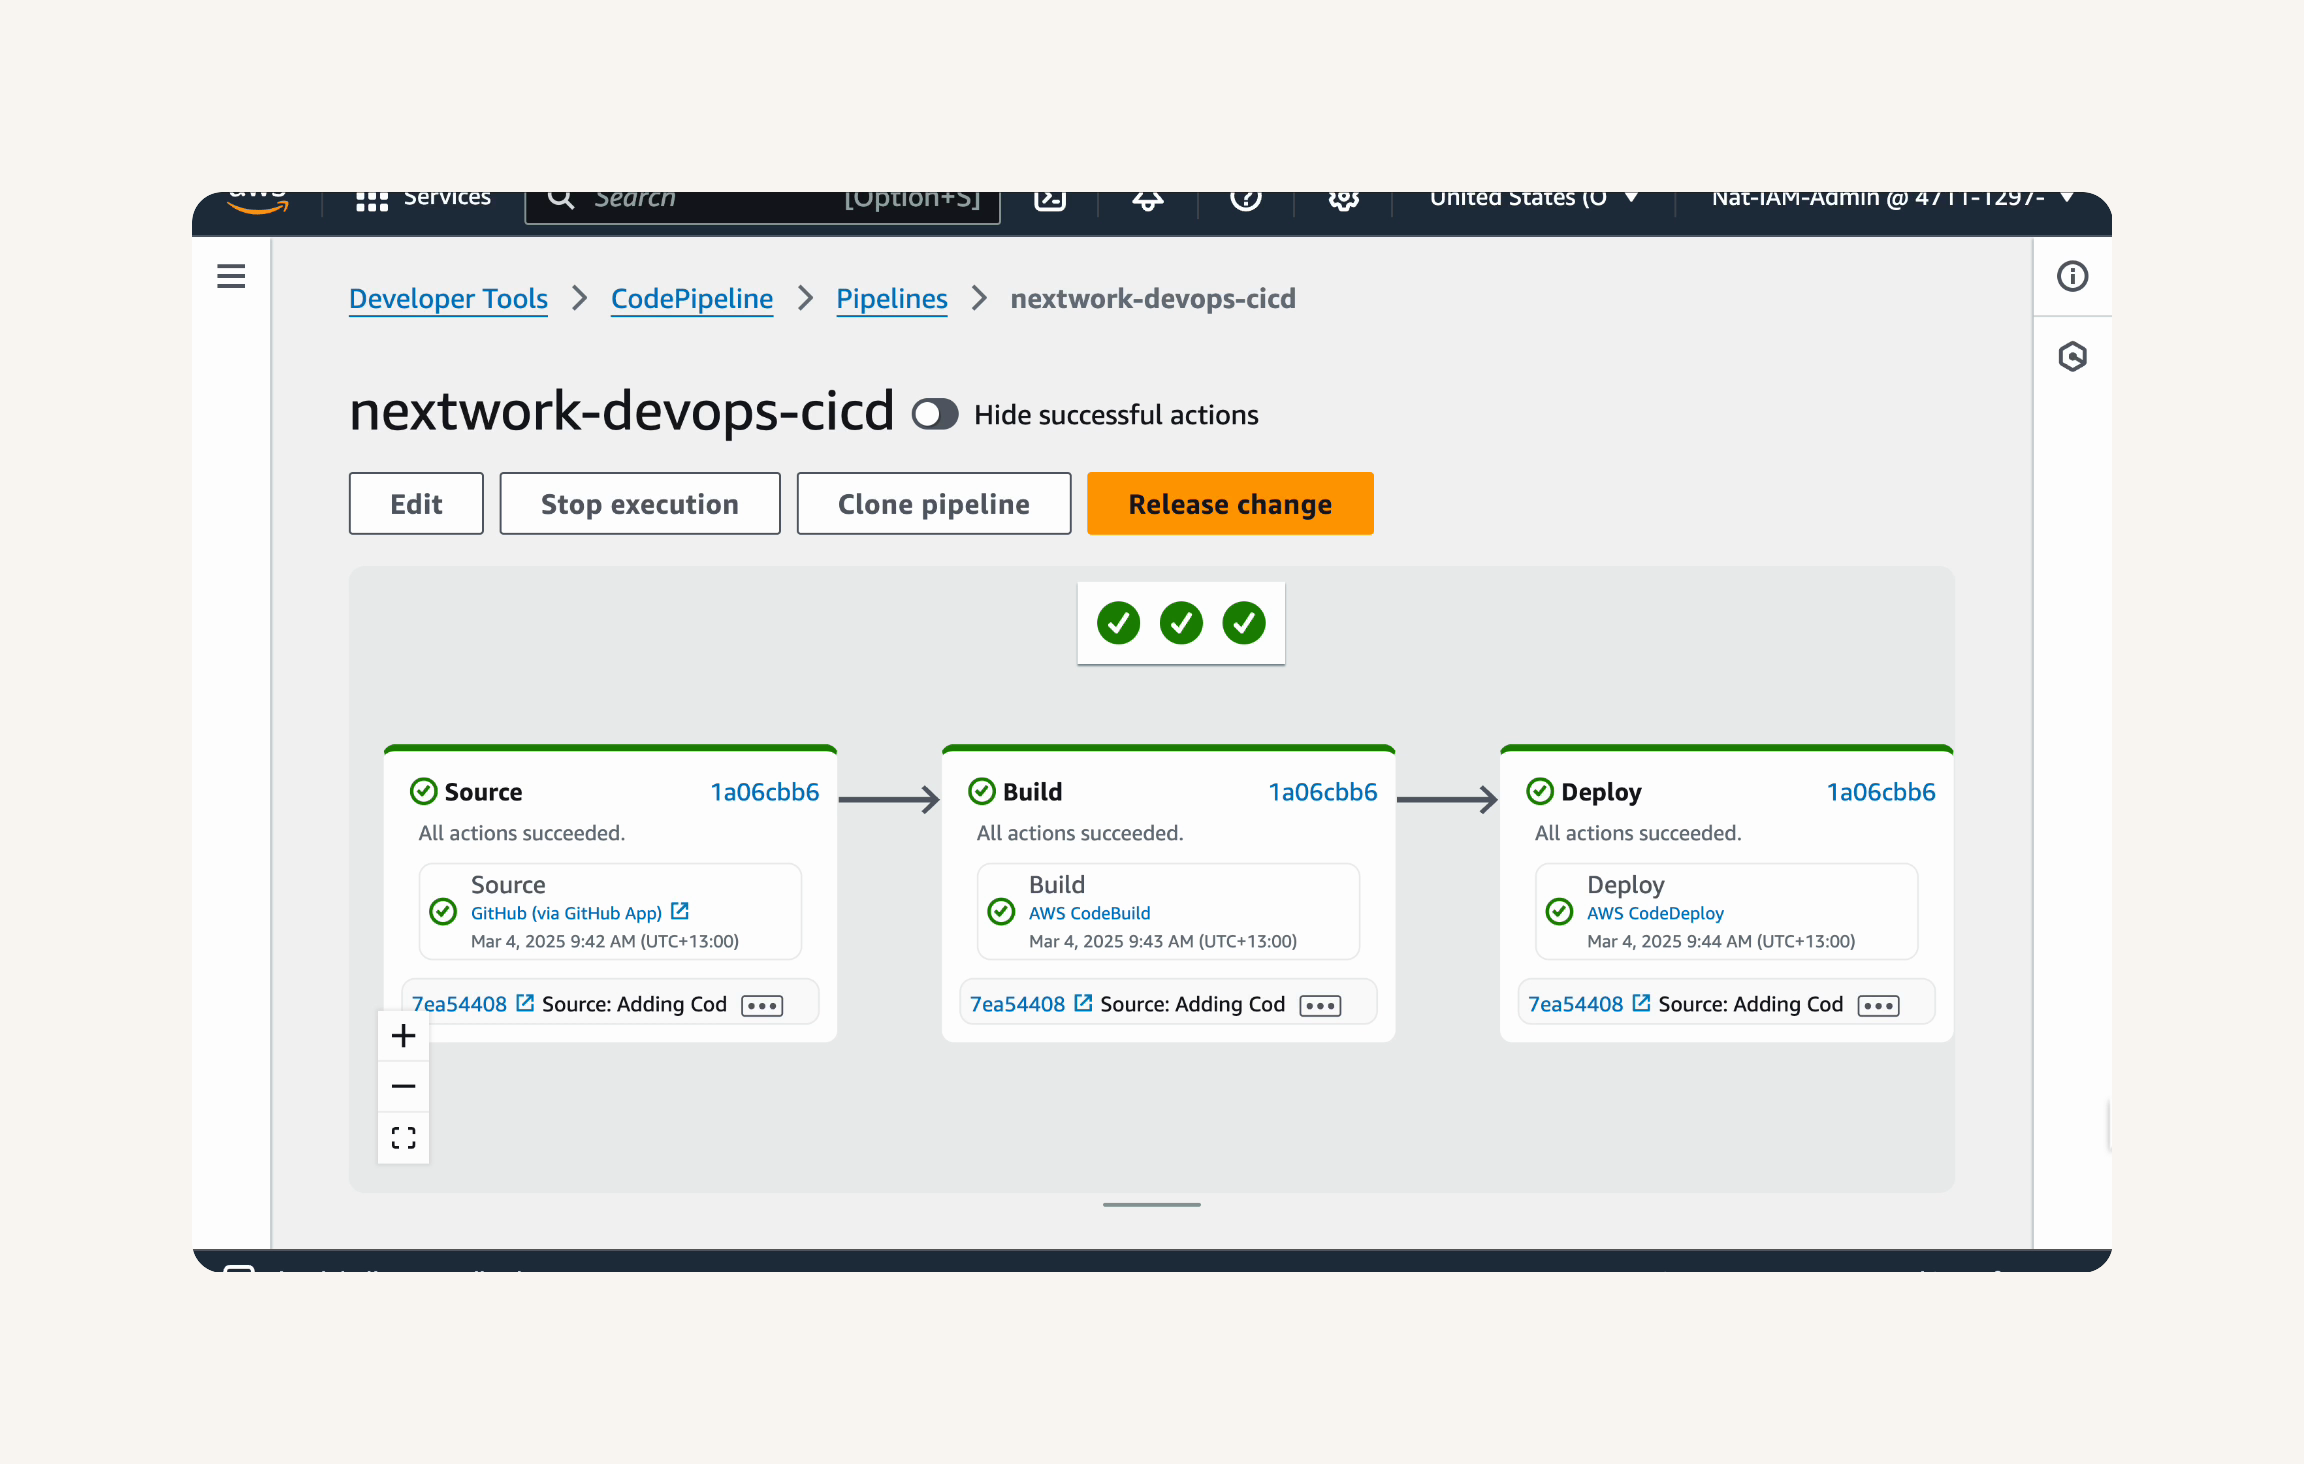 aws Services Search [Option+S] United States (O Nat-IAM-Admin @ 4711-1297-
Developer Tools CodePipeline Pipelines nextwork-devops-cicd
nextwork-devops-cicd Hide successful actions
Edit Stop execution Clone pipeline Release change
Source 1a06cbb6
All actions succeeded.
Source
GitHub (via GitHub App)
Mar 4, 2025 9:42 AM (UTC+13:00)
7ea54408 Source: Adding Cod
Build 1a06cbb6
All actions succeeded.
Build
AWS CodeBuild
Mar 4, 2025 9:43 AM (UTC+13:00)
7ea54408 Source: Adding Cod
Deploy 1a06cbb6
All actions succeeded.
Deploy
AWS CodeDeploy
Mar 4, 2025 9:44 AM (UTC+13:00)
7ea54408 Source: Adding Cod